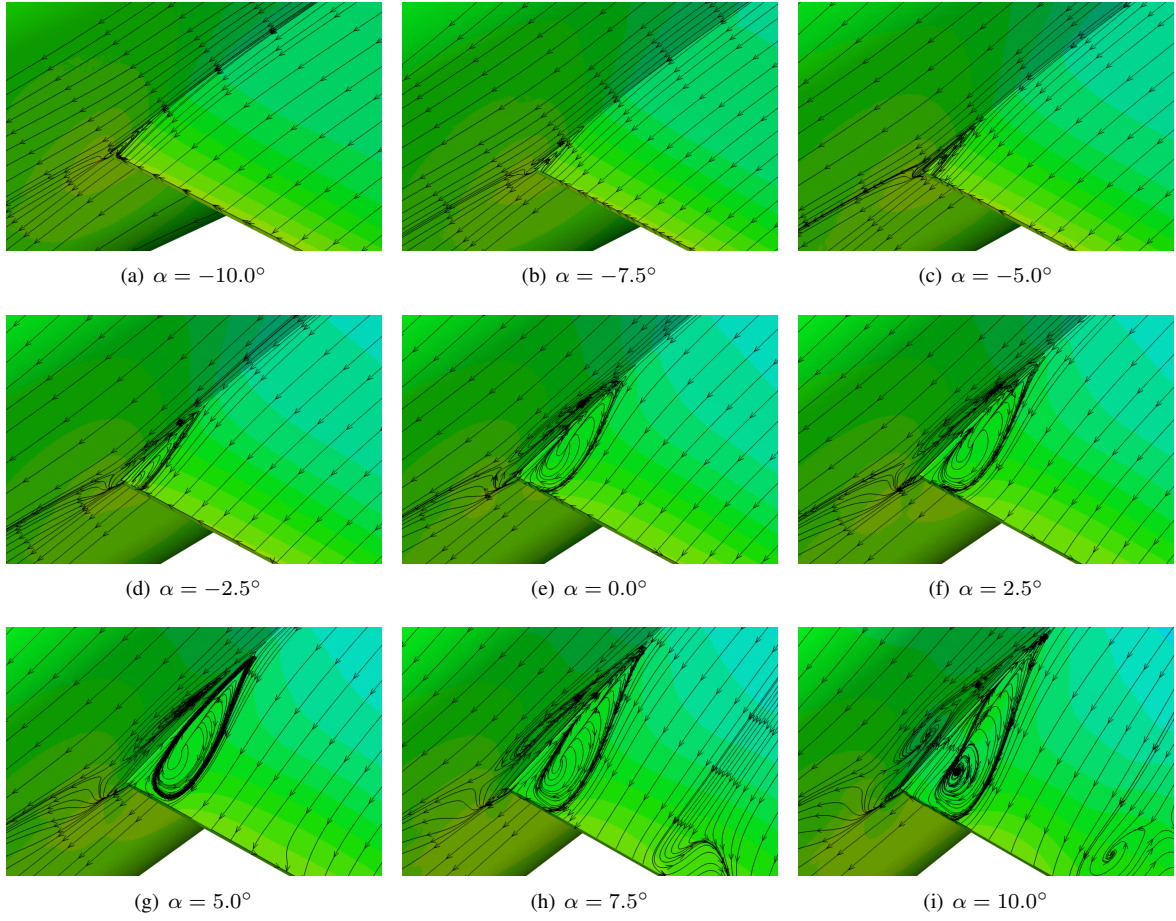 (a) α = −10.0°
(b) α = −7.5°
(c) α = −5.0°
(d) α = −2.5°
(e) α = 0.0°
(f) α = 2.5°
(g) α = 5.0°
(h) α = 7.5°
(i) α = 10.0°